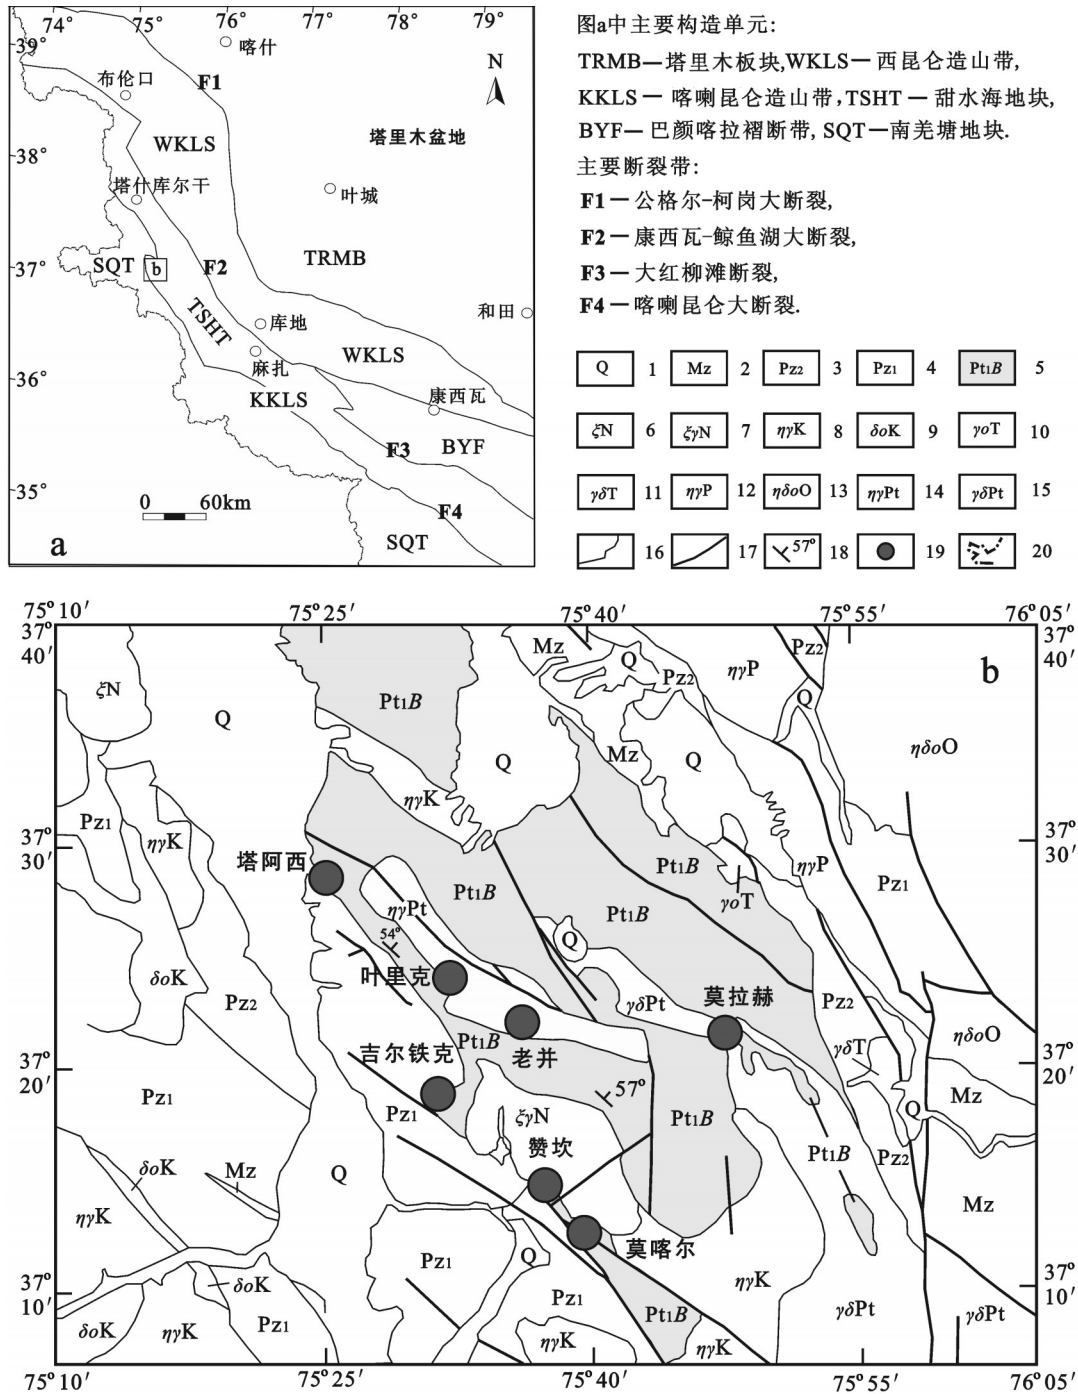 74° 75° 76° 77° 78° 79°
39°
喀什
N
F1
布伦口
WKLS
塔里木盆地
38°
塔什库尔干
叶城
TRMB
F2
37°
SQT
b
和田
TSHT
库地
WKLS
麻扎
36°
KKLS
康西瓦
F3
BYF
35°
0 60km
F4
SQT
a
图a中主要构造单元:
TRMB—塔里木板块,WKLS—西昆仑造山带,
KKLS—喀喇昆仑造山带,TSHT—甜水海地块,
BYF—巴颜喀拉褶断带, SQT—南羌塘地块.
主要断裂带:
F1—公格尔-柯岗大断裂,
F2—康西瓦-鲸鱼湖大断裂,
F3—大红柳滩断裂,
F4—喀喇昆仑大断裂.
Q 1 Mz 2 Pz2 3 Pz1 4 Pt1B 5
ξN 6 ξγN 7 ηγK 8 δoK 9 γoT 10
γδT 11 ηγP 12 ηδoO 13 ηγPt 14 γδPt 15
16 17 57° 18 19 20
75°10′ 75°25′ 75°40′ 75°55′ 76°05′
37° 37°
40′ 40′
b
Mz
Q
Pz2
ηγP
Pz2
ξN
Pt1B
Q
Q
Q
Mz
Q
ηδoO
ηγK
37° 37°
30′ 30′
Pz1
ηγK
塔阿西
Pt1B
Pt1B
ηγP
Pz1
ηγPt
Pt1B
γoT
54°
Q
叶里克
δoK
Pz2
γδPt
莫拉赫
Pz2
ηδoO
吉尔铁克
Pt1B
老并
γδT
37° 37°
20′ 20′
Pz1
Pz1
57°
Mz
Q
ξγN
Pt1B
赞坎
Pt1B
Pz2
δoK
Mz
Q
Mz
ηγK
莫喀尔
Pz1
Q
ηγK
37° 37°
10′ 10′
δoK
Pz1
γδPt
γδPt
Pt1B
δoK
ηγK
Pz1
ηγK
ηγK
75°10′ 75°25′ 75°40′ 75°55′ 76°05′